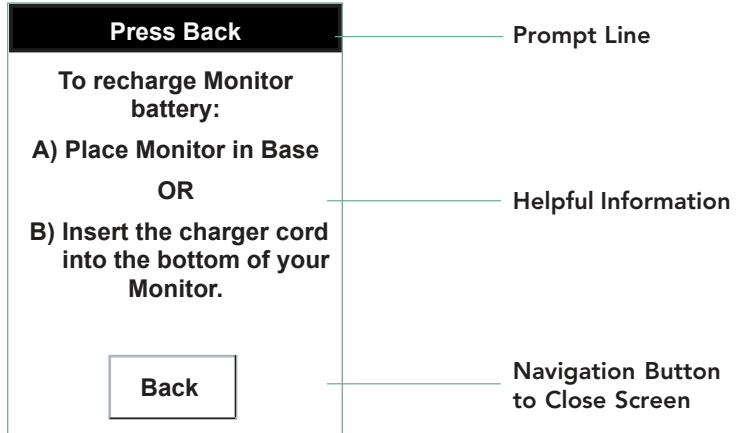 Press Back
Prompt Line
To recharge Monitor
battery:
A) Place Monitor in Base
OR
Helpful Information
B) Insert the charger cord
into the bottom of your
Monitor.
Back
Navigation Button
to Close Screen